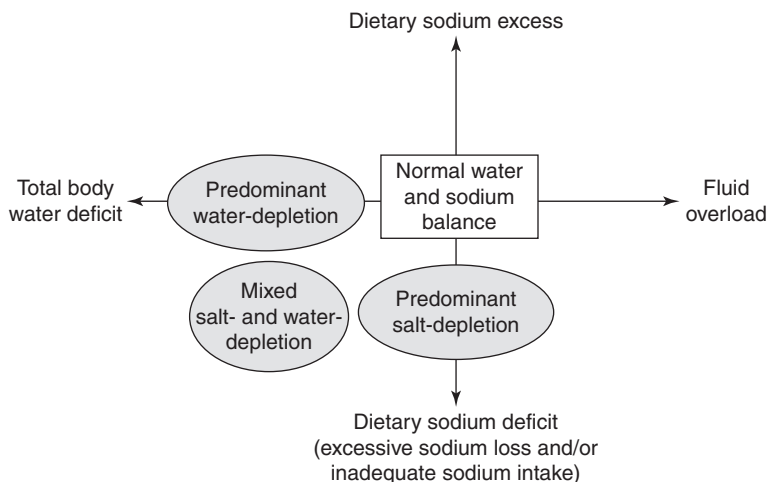 Dietary sodium excess
Total body
water deficit
Predominant
water-depletion
Normal water
and sodium
balance
Fluid
overload
Mixed
salt- and water-
depletion
Predominant
salt-depletion
Dietary sodium deficit
(excessive sodium loss and/or
inadequate sodium intake)